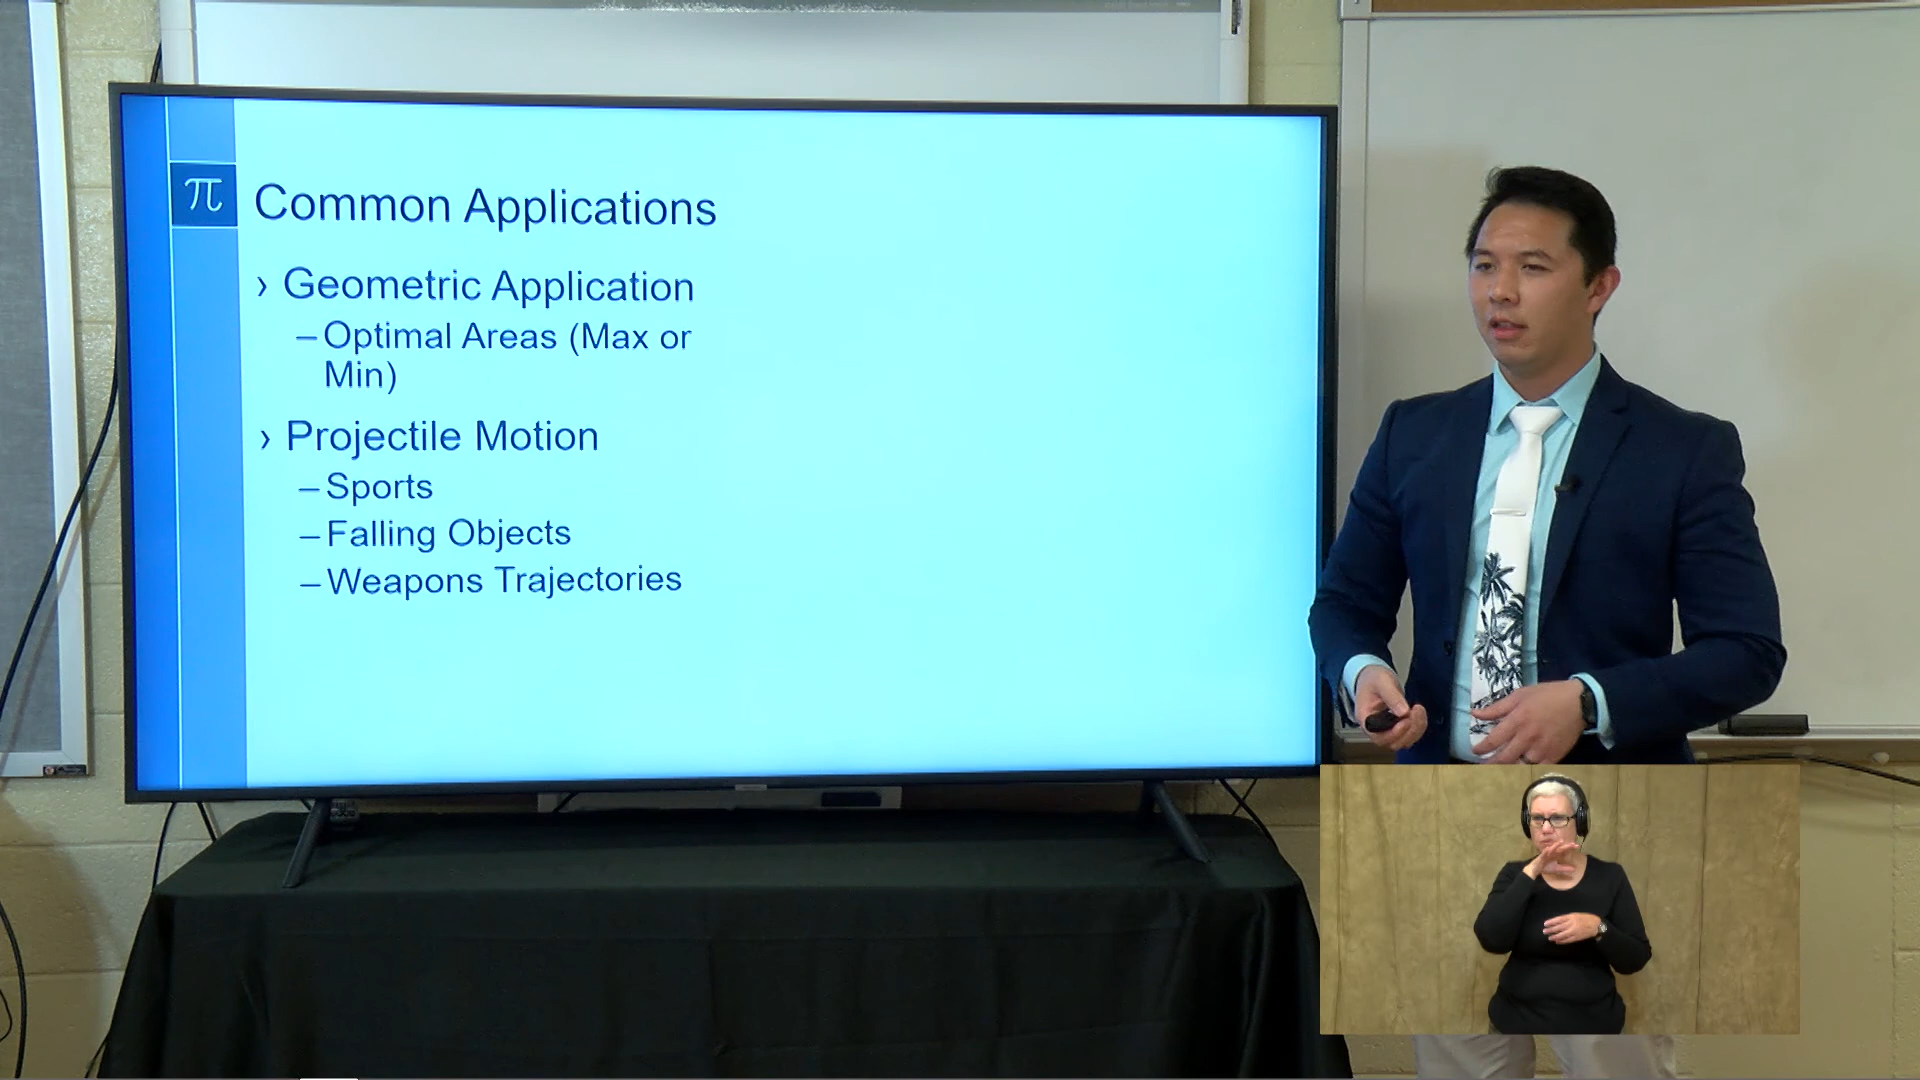 π
Common Applications
› Geometric Application
– Optimal Areas (Max or
Min)
› Projectile Motion
– Sports
– Falling Objects
– Weapons Trajectories